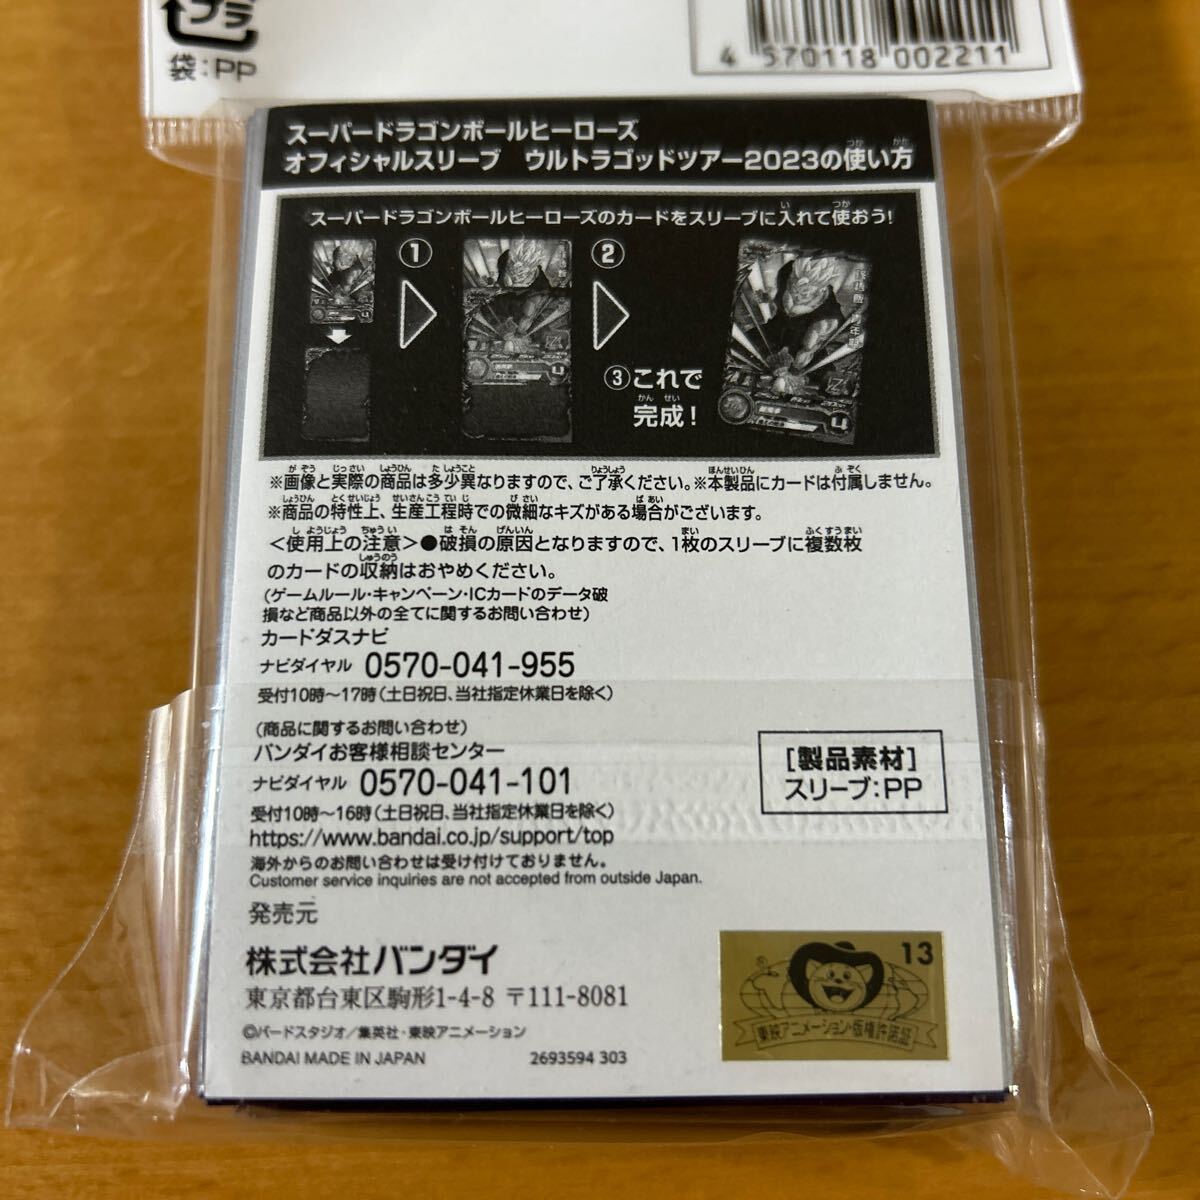 プラ
袋：PP
4 570118 002211
スーパードラゴンボールヒーローズ
オフィシャルスリーブ ウルトラゴッドツアー2023の使い方
スーパードラゴンボールヒーローズのカードをスリーブに入れて使おう！
①
②
③これで
完成！
※画像と実際の商品は多少異なりますので、ご了承ください。※本製品にカードは付属しません。
※商品の特性上、生産工程時での微細なキズがある場合がございます。
＜使用上の注意＞●破損の原因となりますので、1枚のスリーブに複数枚
のカードの収納はおやめください。
（ゲームルール・キャンペーン・ICカードのデータ破
損など商品以外の全てに関するお問い合わせ）
カードダスナビ
ナビダイヤル 0570-041-955
受付10時～17時（土日祝日、当社指定休業日を除く）
（商品に関するお問い合わせ）
バンダイお客様相談センター
ナビダイヤル 0570-041-101
受付10時～16時（土日祝日、当社指定休業日を除く）
https://www.bandai.co.jp/support/top
海外からのお問い合わせは受け付けておりません。
Customer service inquiries are not accepted from outside Japan.
［製品素材］
スリーブ：PP
発売元
株式会社バンダイ
東京都台東区駒形1-4-8 〒111-8081
©バードスタジオ／集英社・東映アニメーション
BANDAI MADE IN JAPAN 2693594 303
13
東映アニメーション・版権許諾証